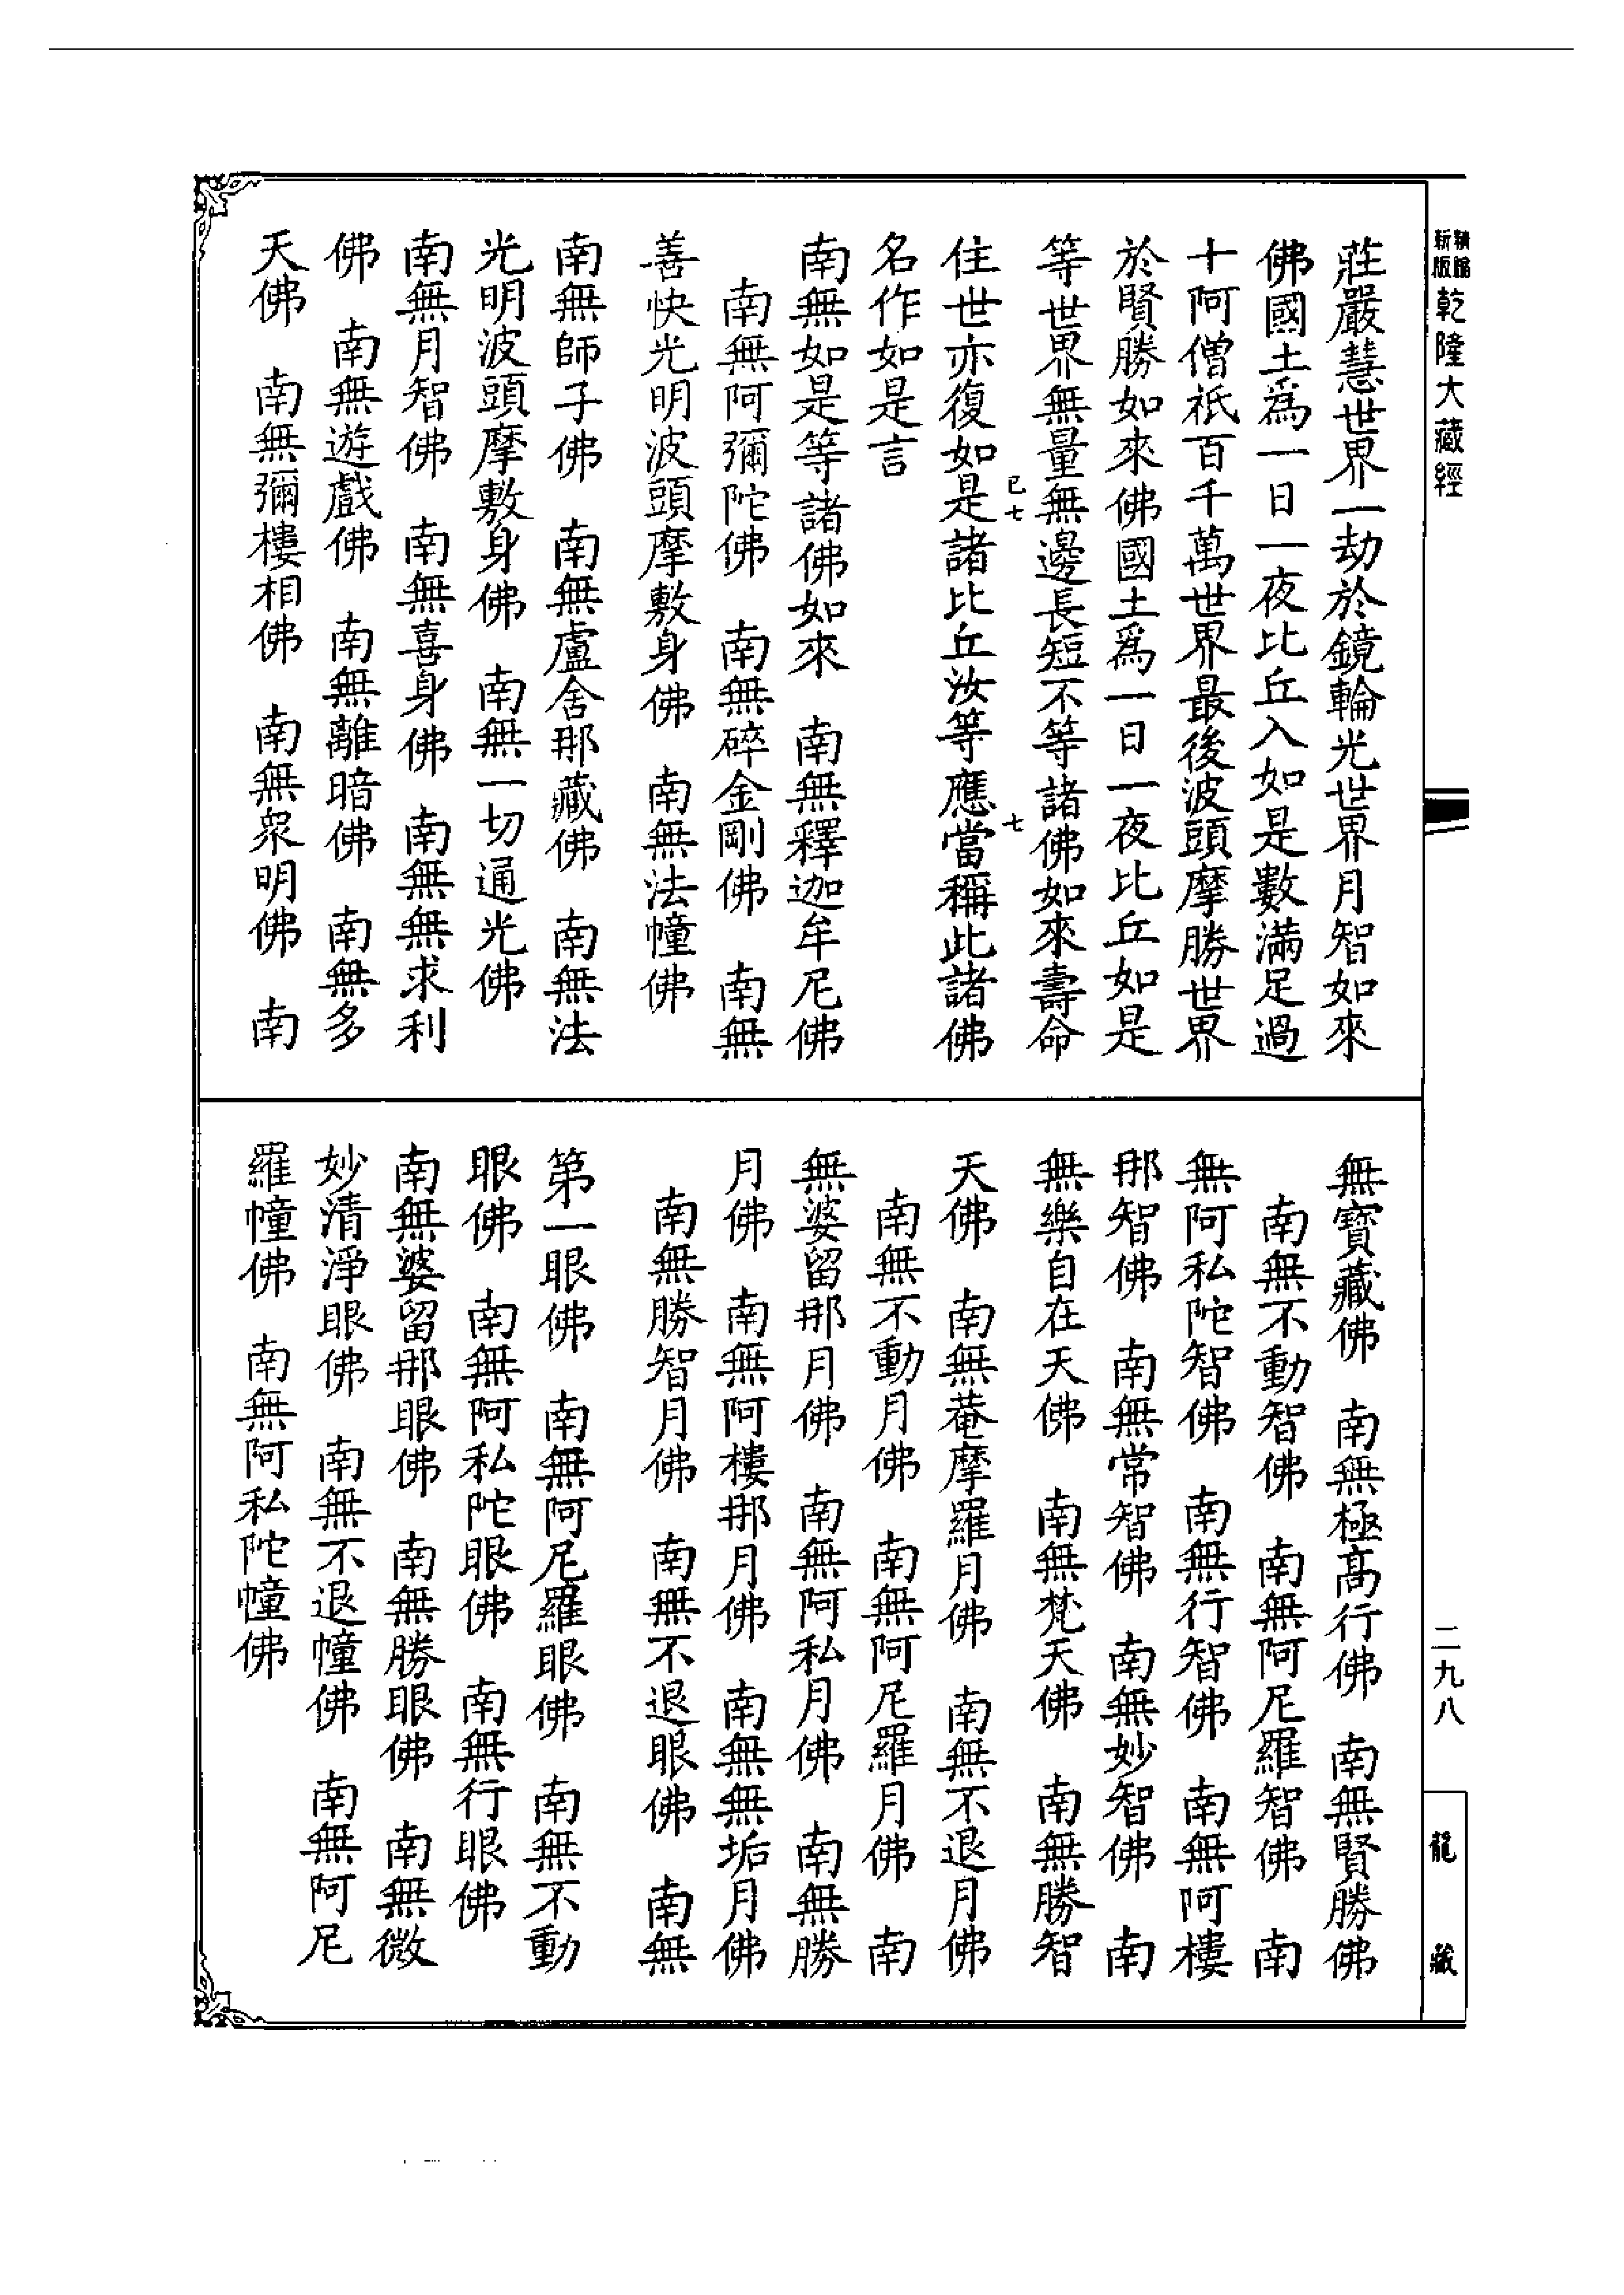 新版精縮乾隆大藏經
二九八
龍藏
莊嚴慧世界一劫於鏡輪光世界月智如來
佛國土爲一日一夜比丘入如是數滿足過
十阿僧祇百千萬世界最後波頭摩勝世界
於賢勝如來佛國土爲一日一夜比丘如是
等世界無量無邊長短不等諸佛如來壽命
已七　七
住世亦復如是諸比丘汝等應當稱此諸佛
名作如是言
南無如是等諸佛如來　南無釋迦牟尼佛
南無阿彌陀佛　南無碎金剛佛　南無
善快光明波頭摩敷身佛　南無法幢佛
南無師子佛　南無盧舍那藏佛　南無法
光明波頭摩敷身佛　南無一切通光佛
南無月智佛　南無喜身佛　南無無求利
佛　南無遊戲佛　南無離暗佛　南無多
天佛　南無彌樓相佛　南無眾明佛　南
無寶藏佛　南無極高行佛　南無賢勝佛
南無不動智佛　南無阿尼羅智佛　南
無阿私陀智佛　南無行智佛　南無阿樓
那智佛　南無常智佛　南無妙智佛　南
無樂自在天佛　南無梵天佛　南無勝智
天佛　南無菴摩羅月佛　南無不退月佛
南無不動月佛　南無阿尼羅月佛　南
無婆留那月佛　南無阿私月佛　南無勝
月佛　南無阿樓那月佛　南無無垢月佛
南無勝智月佛　南無不退眼佛　南無
第一眼佛　南無阿尼羅眼佛　南無不動
眼佛　南無阿私陀眼佛　南無行眼佛
南無婆留那眼佛　南無勝眼佛　南無微
妙清淨眼佛　南無不退幢佛　南無阿尼
羅幢佛　南無阿私陀幢佛